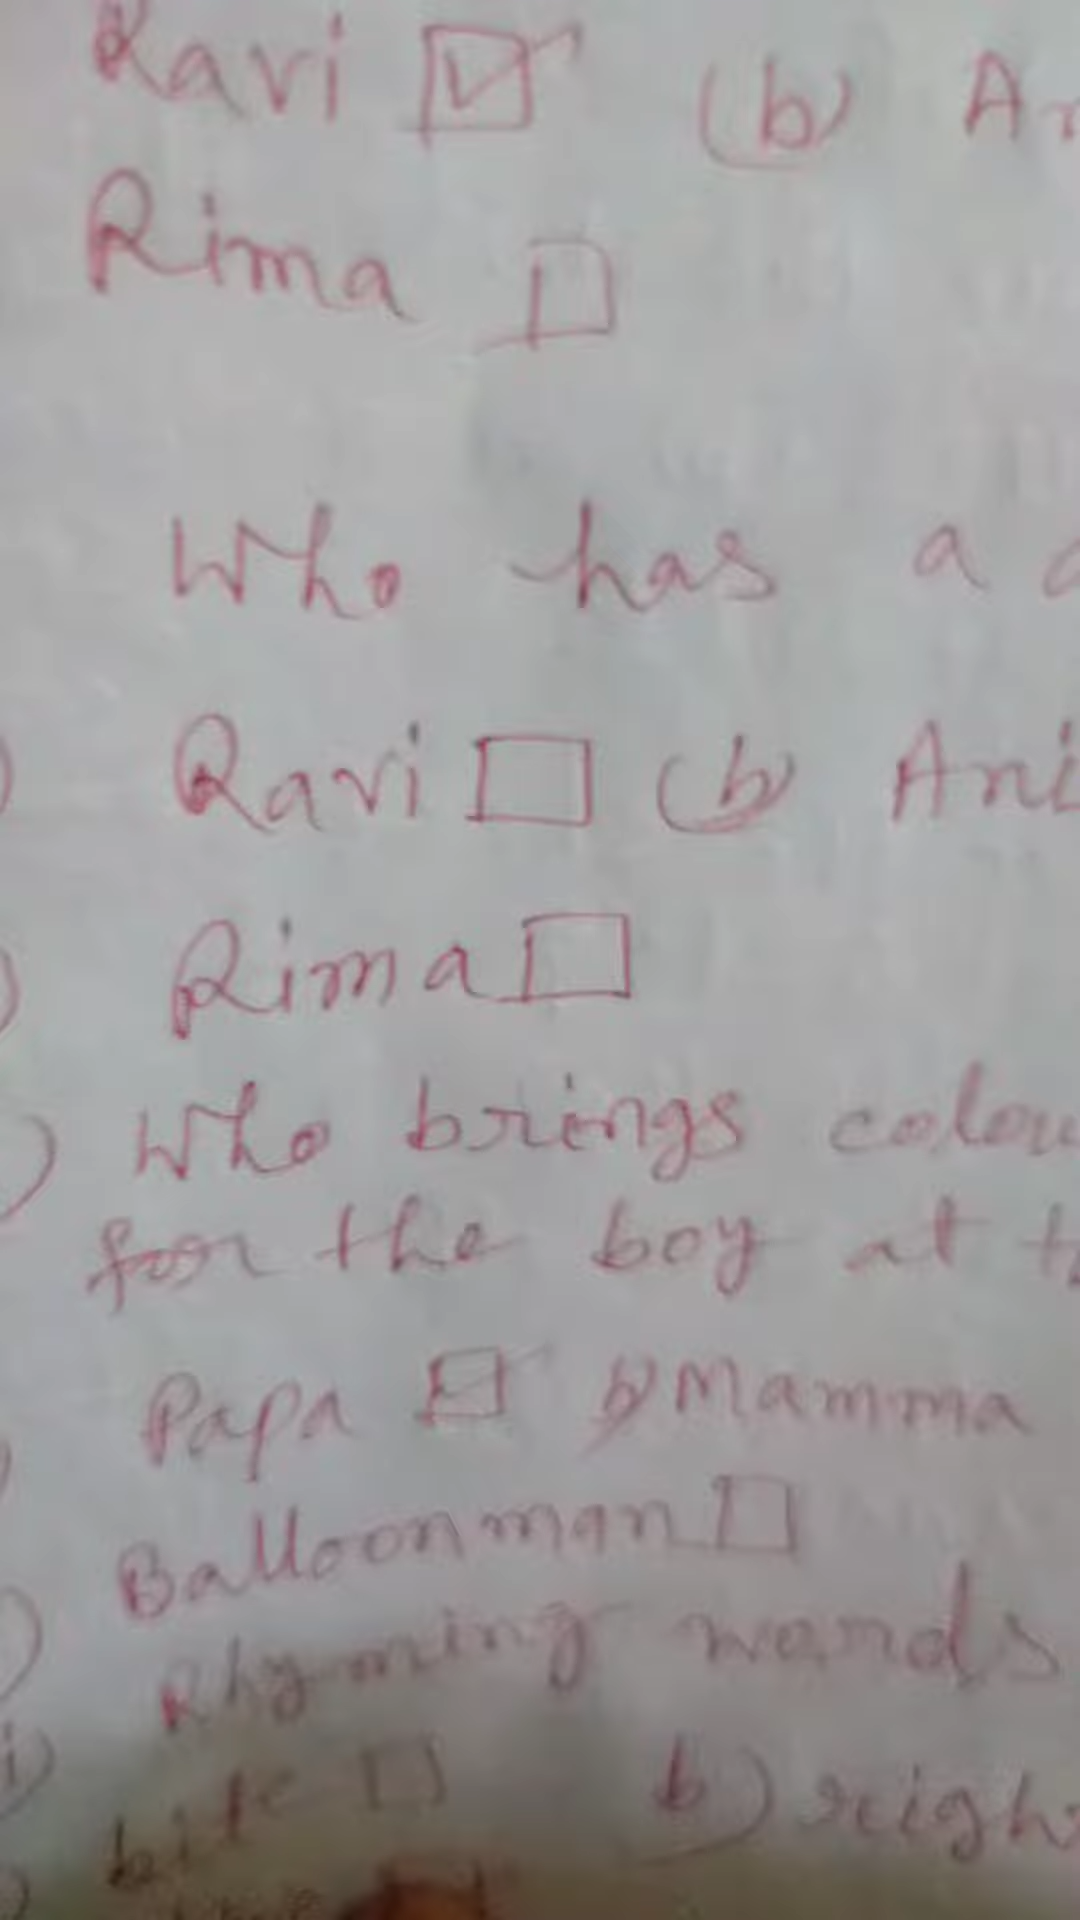 Ravi ☑ (b) A
Rima ☐
Who has a
Ravi ☐ (b) Ani
) Rima ☐
) Who brings colou
for the boy at t
Papa ☑ b) Mamma
Balloonman ☐
Rhyming words
i)
bite ☐ b) righ